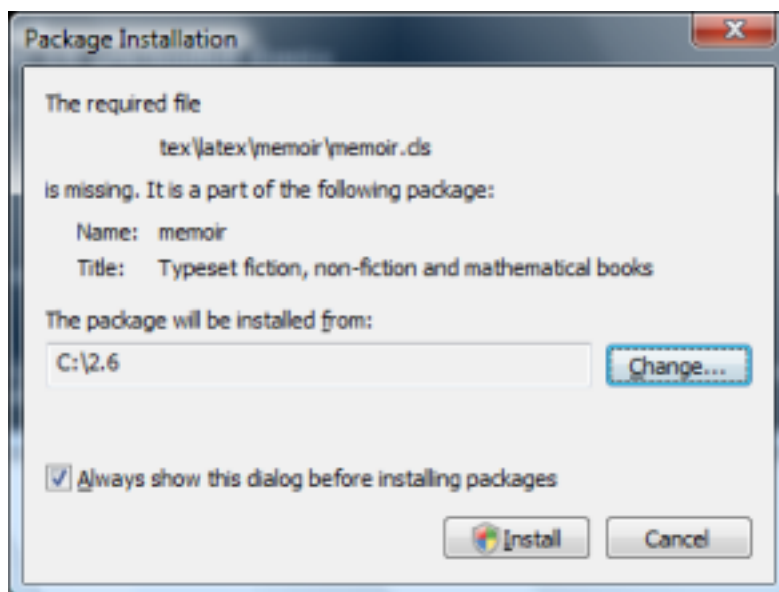 Package Installation
The required file
tex\latex\memoir\memoir.cls
is missing. It is a part of the following package:
Name: memoir
Title: Typeset fiction, non-fiction and mathematical books
The package will be installed from:
C:\2.6
Change...
Always show this dialog before installing packages
Install Cancel